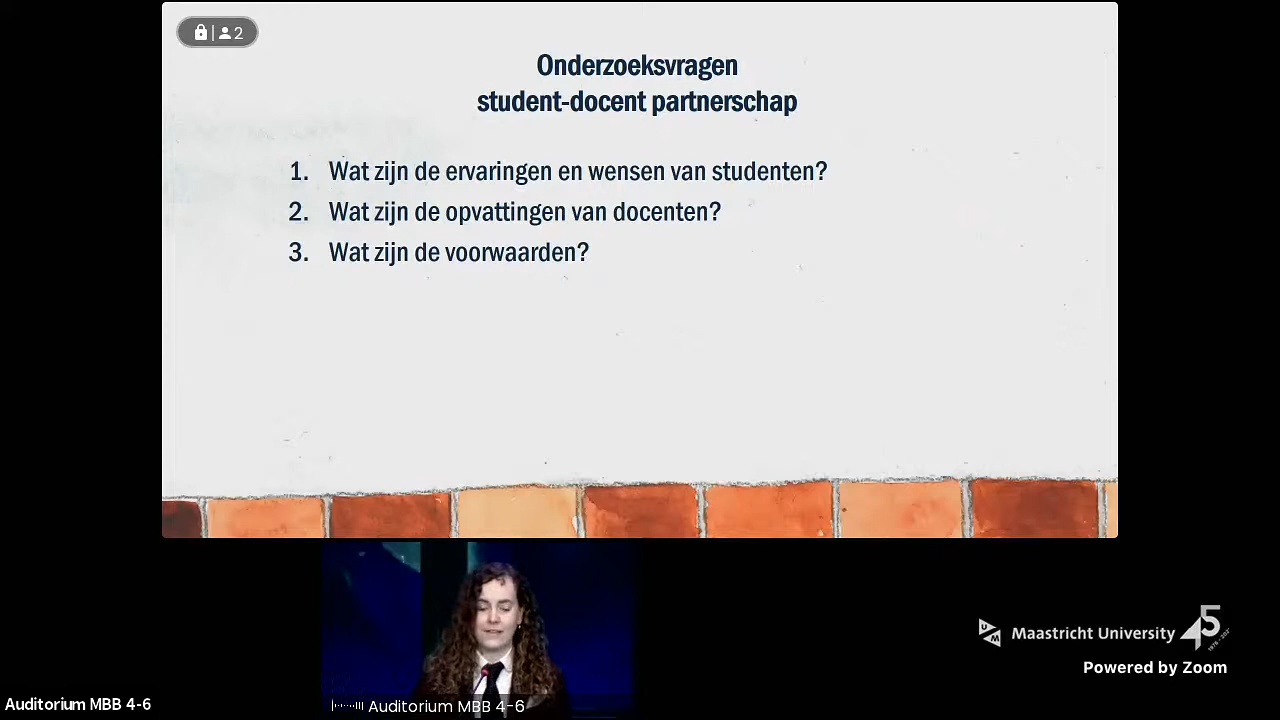 2
Onderzoeksvragen
student-docent partnerschap
1. Wat zijn de ervaringen en wensen van studenten?
2. Wat zijn de opvattingen van docenten?
3. Wat zijn de voorwaarden?
UM
Maastricht University
45
Powered by Zoom
Auditorium MBB 4-6
Auditorium MBB 4-6